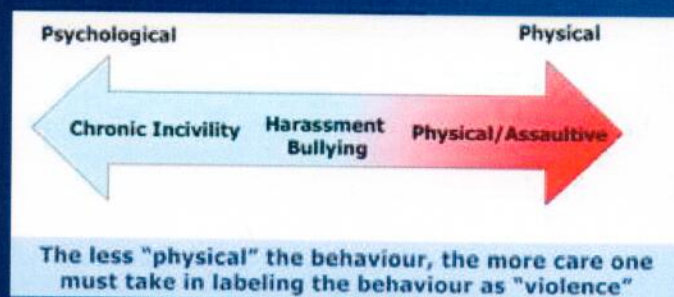 Psychological Physical
Chronic Incivility Harassment Physical/Assaultive
Bullying
The less "physical" the behaviour, the more care one
must take in labeling the behaviour as "violence"